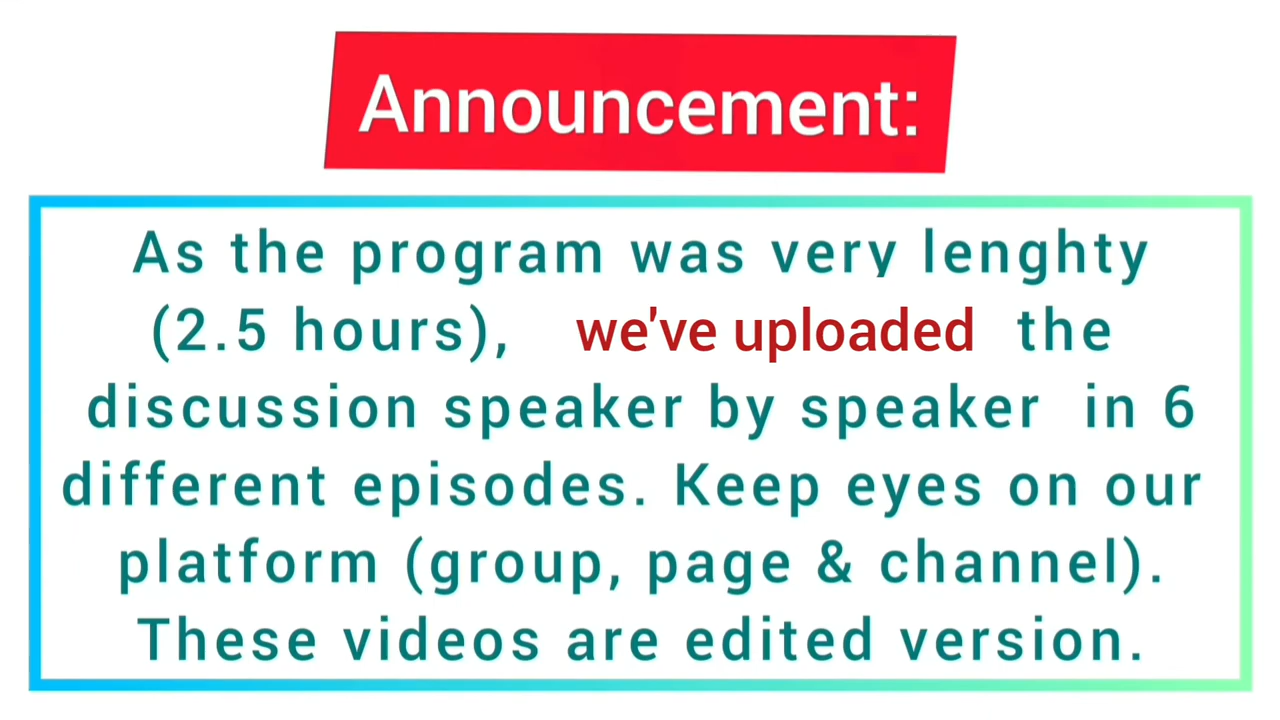 Announcement:
As the program was very lenghty
(2.5 hours), we've uploaded the
discussion speaker by speaker in 6
different episodes. Keep eyes on our
platform (group, page & channel).
These videos are edited version.